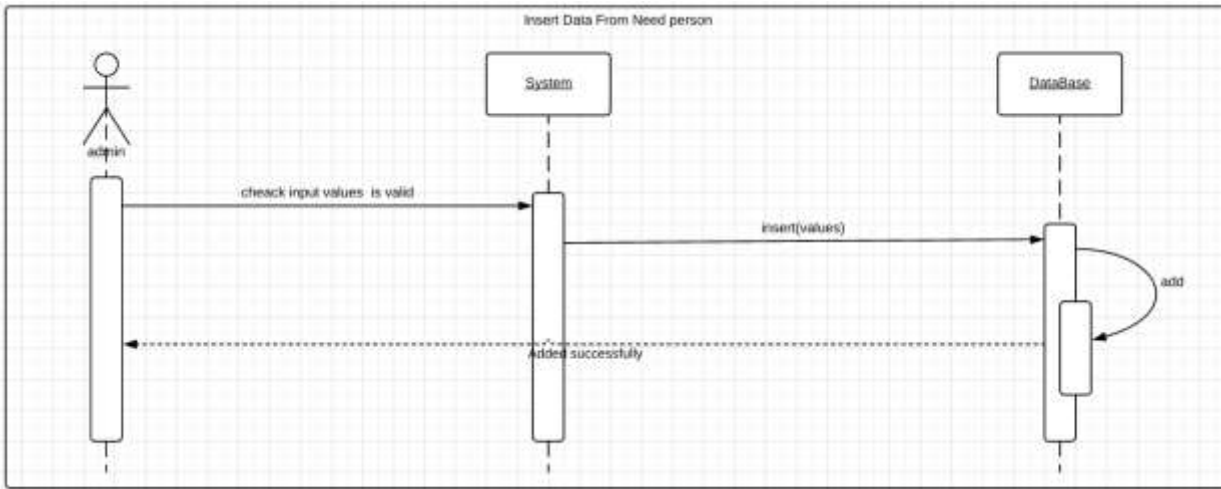 Insert Data From Need person
System
DataBase
admin
cheack input values is valid
insert(values)
add
Added successfully